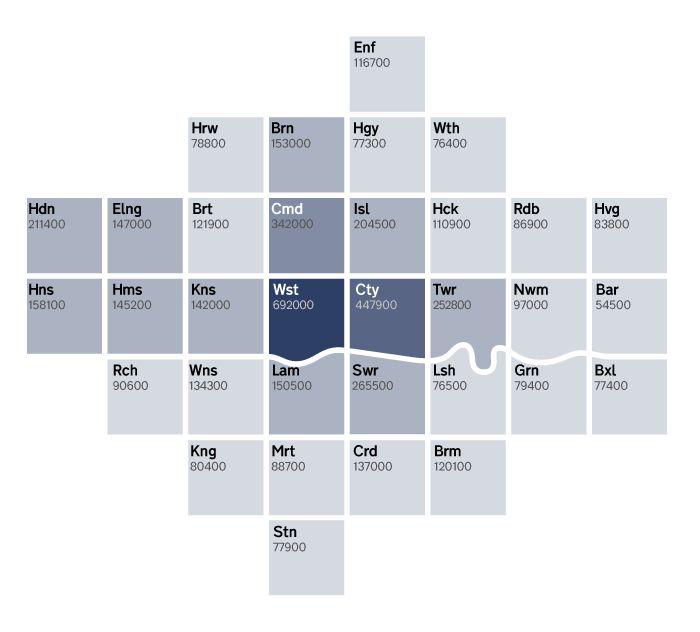 Enf
116700
Hrw
78800
Brn
153000
Hgy
77300
Wth
76400
Hdn
211400
Elng
147000
Brt
121900
Cmd
342000
Isl
204500
Hck
110900
Rdb
86900
Hvg
83800
Hns
158100
Hms
145200
Kns
142000
Wst
692000
Cty
447900
Twr
252800
Nwm
97000
Bar
54500
Rch
90600
Wns
134300
Lam
150500
Swr
265500
Lsh
76500
Grn
79400
Bxl
77400
Kng
80400
Mrt
88700
Crd
137000
Brm
120100
Stn
77900